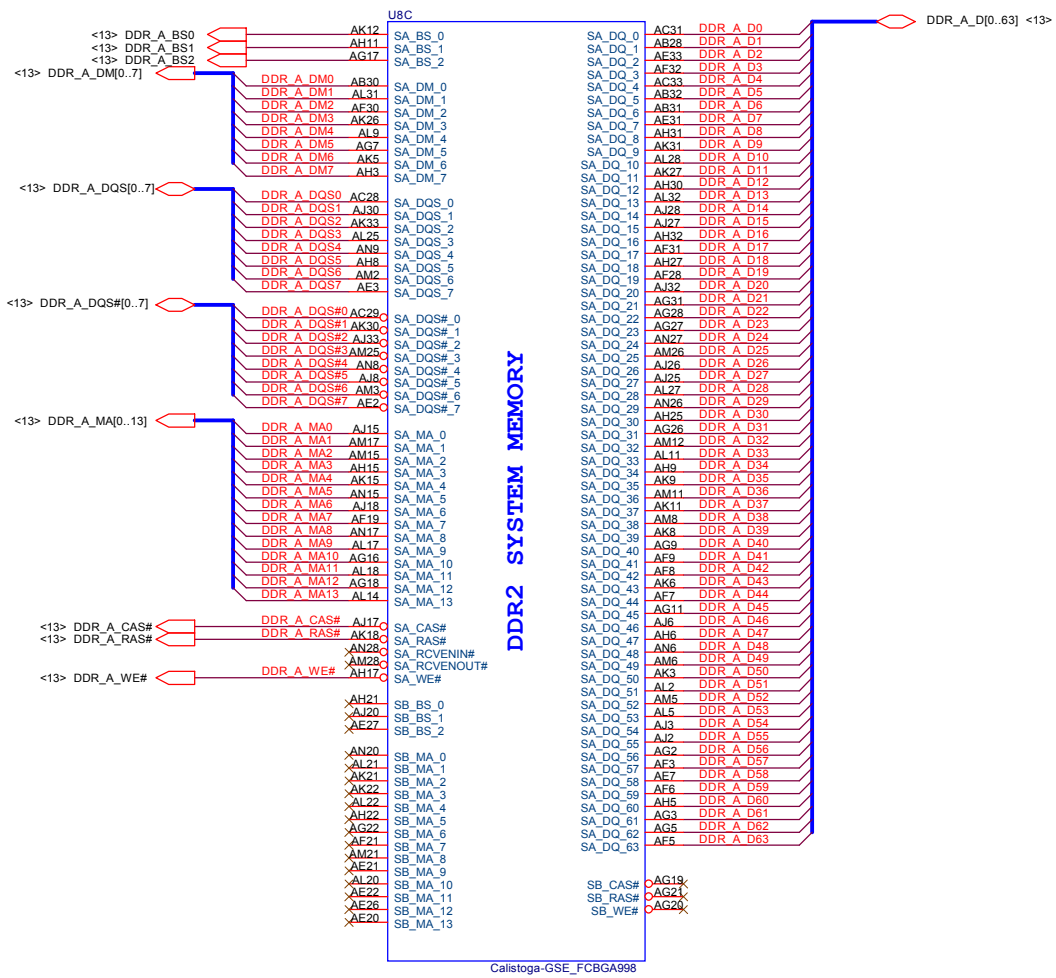 U8C
<13> DDR_A_BS0 AK12 SA_BS_0
<13> DDR_A_BS1 AH11 SA_BS_1
<13> DDR_A_BS2 AG17 SA_BS_2
<13> DDR_A_DM[0..7]
DDR_A_DM0 AB30 SA_DM_0
DDR_A_DM1 AL31 SA_DM_1
DDR_A_DM2 AF30 SA_DM_2
DDR_A_DM3 AK26 SA_DM_3
DDR_A_DM4 AL9 SA_DM_4
DDR_A_DM5 AG7 SA_DM_5
DDR_A_DM6 AK5 SA_DM_6
DDR_A_DM7 AH3 SA_DM_7
<13> DDR_A_DQS[0..7]
DDR_A_DQS0 AC28 SA_DQS_0
DDR_A_DQS1 AJ30 SA_DQS_1
DDR_A_DQS2 AK33 SA_DQS_2
DDR_A_DQS3 AL25 SA_DQS_3
DDR_A_DQS4 AN9 SA_DQS_4
DDR_A_DQS5 AH8 SA_DQS_5
DDR_A_DQS6 AM2 SA_DQS_6
DDR_A_DQS7 AE3 SA_DQS_7
<13> DDR_A_DQS#[0..7]
DDR_A_DQS#0 AC29 SA_DQS#_0
DDR_A_DQS#1 AK30 SA_DQS#_1
DDR_A_DQS#2 AJ33 SA_DQS#_2
DDR_A_DQS#3 AM25 SA_DQS#_3
DDR_A_DQS#4 AN8 SA_DQS#_4
DDR_A_DQS#5 AJ8 SA_DQS#_5
DDR_A_DQS#6 AM3 SA_DQS#_6
DDR_A_DQS#7 AE2 SA_DQS#_7
<13> DDR_A_MA[0..13]
DDR_A_MA0 AJ15 SA_MA_0
DDR_A_MA1 AM17 SA_MA_1
DDR_A_MA2 AM15 SA_MA_2
DDR_A_MA3 AH15 SA_MA_3
DDR_A_MA4 AK15 SA_MA_4
DDR_A_MA5 AN15 SA_MA_5
DDR_A_MA6 AJ18 SA_MA_6
DDR_A_MA7 AF19 SA_MA_7
DDR_A_MA8 AN17 SA_MA_8
DDR_A_MA9 AL17 SA_MA_9
DDR_A_MA10 AG16 SA_MA_10
DDR_A_MA11 AL18 SA_MA_11
DDR_A_MA12 AG18 SA_MA_12
DDR_A_MA13 AL14 SA_MA_13
<13> DDR_A_CAS# DDR_A_CAS# AJ17 SA_CAS#
<13> DDR_A_RAS# DDR_A_RAS# AK18 SA_RAS#
AN28 SA_RCVENIN#
AM28 SA_RCVENOUT#
<13> DDR_A_WE# DDR_A_WE# AH17 SA_WE#
AH21 SB_BS_0
AJ20 SB_BS_1
AE27 SB_BS_2
AN20 SB_MA_0
AL21 SB_MA_1
AK21 SB_MA_2
AK22 SB_MA_3
AL22 SB_MA_4
AH22 SB_MA_5
AG22 SB_MA_6
AF21 SB_MA_7
AM21 SB_MA_8
AE21 SB_MA_9
AL20 SB_MA_10
AE22 SB_MA_11
AE26 SB_MA_12
AE20 SB_MA_13
DDR2 SYSTEM MEMORY
DDR_A_D[0..63] <13>
SA_DQ_0 AC31 DDR_A_D0
SA_DQ_1 AB28 DDR_A_D1
SA_DQ_2 AE33 DDR_A_D2
SA_DQ_3 AF32 DDR_A_D3
SA_DQ_4 AC33 DDR_A_D4
SA_DQ_5 AB32 DDR_A_D5
SA_DQ_6 AB31 DDR_A_D6
SA_DQ_7 AE31 DDR_A_D7
SA_DQ_8 AH31 DDR_A_D8
SA_DQ_9 AK31 DDR_A_D9
SA_DQ_10 AL28 DDR_A_D10
SA_DQ_11 AK27 DDR_A_D11
SA_DQ_12 AH30 DDR_A_D12
SA_DQ_13 AL32 DDR_A_D13
SA_DQ_14 AJ28 DDR_A_D14
SA_DQ_15 AJ27 DDR_A_D15
SA_DQ_16 AH32 DDR_A_D16
SA_DQ_17 AF31 DDR_A_D17
SA_DQ_18 AH27 DDR_A_D18
SA_DQ_19 AF28 DDR_A_D19
SA_DQ_20 AJ32 DDR_A_D20
SA_DQ_21 AG31 DDR_A_D21
SA_DQ_22 AG28 DDR_A_D22
SA_DQ_23 AG27 DDR_A_D23
SA_DQ_24 AN27 DDR_A_D24
SA_DQ_25 AM26 DDR_A_D25
SA_DQ_26 AJ26 DDR_A_D26
SA_DQ_27 AJ25 DDR_A_D27
SA_DQ_28 AL27 DDR_A_D28
SA_DQ_29 AN26 DDR_A_D29
SA_DQ_30 AH25 DDR_A_D30
SA_DQ_31 AG26 DDR_A_D31
SA_DQ_32 AM12 DDR_A_D32
SA_DQ_33 AL11 DDR_A_D33
SA_DQ_34 AH9 DDR_A_D34
SA_DQ_35 AK9 DDR_A_D35
SA_DQ_36 AM11 DDR_A_D36
SA_DQ_37 AK11 DDR_A_D37
SA_DQ_38 AM8 DDR_A_D38
SA_DQ_39 AK8 DDR_A_D39
SA_DQ_40 AG9 DDR_A_D40
SA_DQ_41 AF9 DDR_A_D41
SA_DQ_42 AF8 DDR_A_D42
SA_DQ_43 AK6 DDR_A_D43
SA_DQ_44 AF7 DDR_A_D44
SA_DQ_45 AG11 DDR_A_D45
SA_DQ_46 AJ6 DDR_A_D46
SA_DQ_47 AH6 DDR_A_D47
SA_DQ_48 AN6 DDR_A_D48
SA_DQ_49 AM6 DDR_A_D49
SA_DQ_50 AK3 DDR_A_D50
SA_DQ_51 AL2 DDR_A_D51
SA_DQ_52 AM5 DDR_A_D52
SA_DQ_53 AL5 DDR_A_D53
SA_DQ_54 AJ3 DDR_A_D54
SA_DQ_55 AJ2 DDR_A_D55
SA_DQ_56 AG2 DDR_A_D56
SA_DQ_57 AF3 DDR_A_D57
SA_DQ_58 AE7 DDR_A_D58
SA_DQ_59 AF6 DDR_A_D59
SA_DQ_60 AH5 DDR_A_D60
SA_DQ_61 AG3 DDR_A_D61
SA_DQ_62 AG5 DDR_A_D62
SA_DQ_63 AF5 DDR_A_D63
SB_CAS# AG19
SB_RAS# AG21
SB_WE# AG20
Calistoga-GSE_FCBGA998